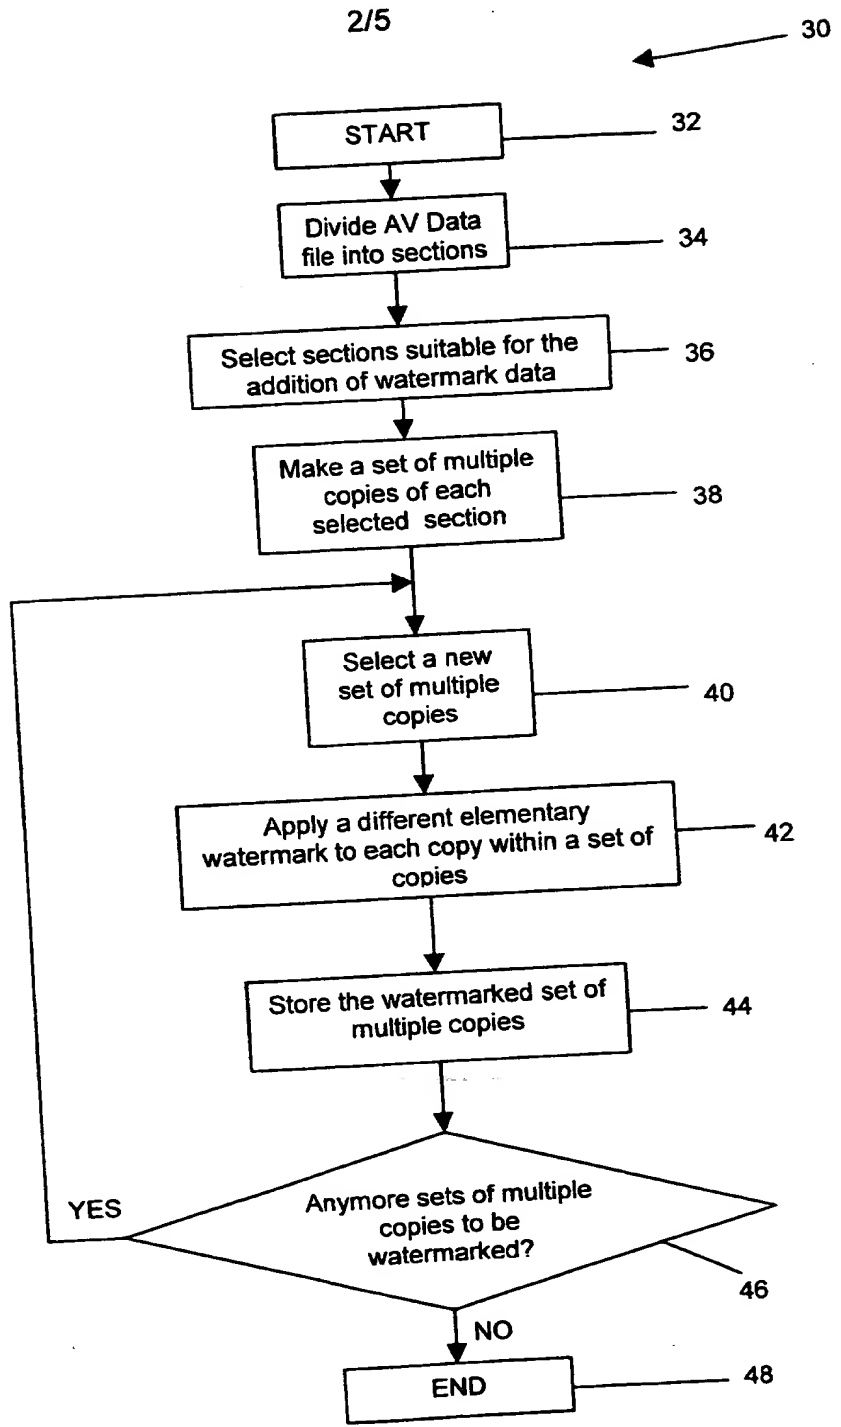 2/5
30
START
32
Divide AV Data
file into sections
34
Select sections suitable for the
addition of watermark data
36
Make a set of multiple
copies of each
selected section
38
Select a new
set of multiple
copies
40
Apply a different elementary
watermark to each copy within a set of
copies
42
Store the watermarked set of
multiple copies
44
Anymore sets of multiple
copies to be
watermarked?
YES
46
NO
END
48